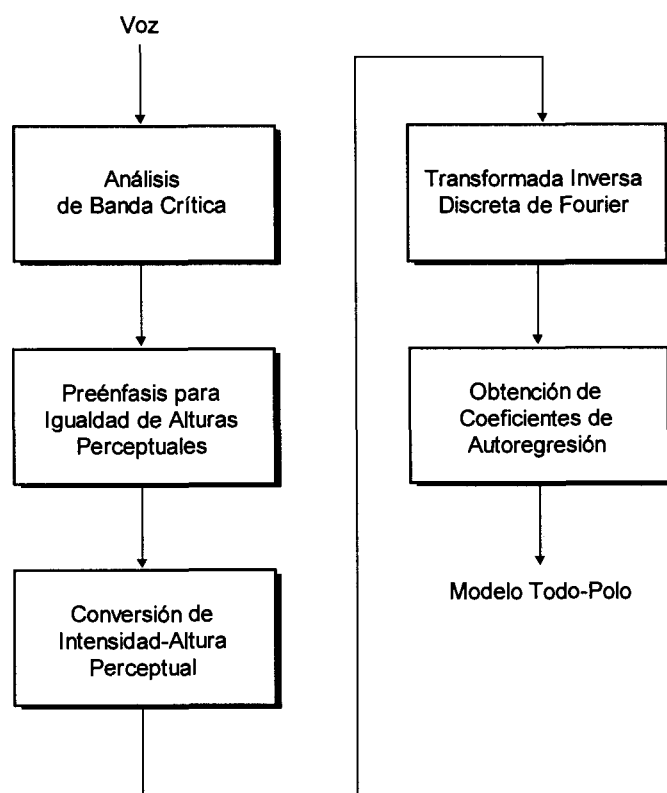 Voz
Análisis
de Banda Crítica
Preénfasis para
Igualdad de Alturas
Perceptuales
Conversión de
Intensidad-Altura
Perceptual
Transformada Inversa
Discreta de Fourier
Obtención de
Coeficientes de
Autoregresión
Modelo Todo-Polo